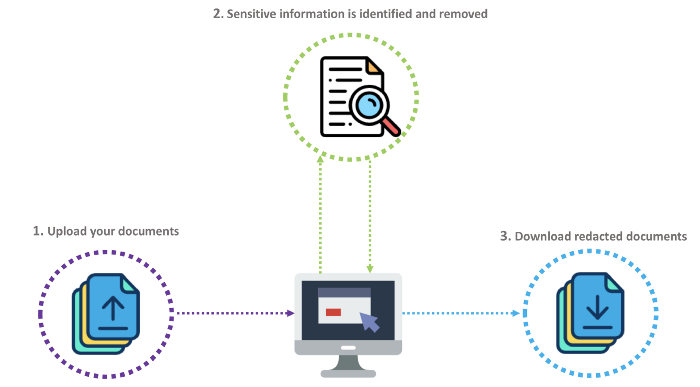 2. Sensitive information is identified and removed
1. Upload your documents
3. Download redacted documents